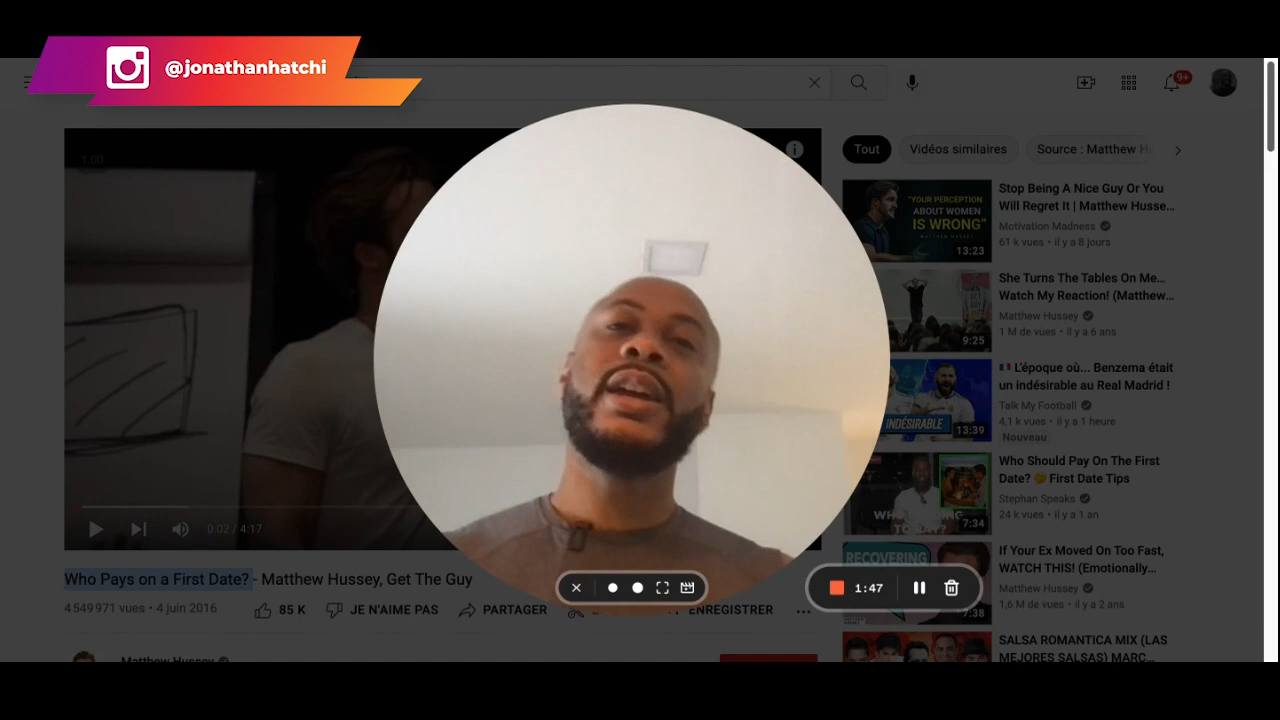 @jonathanhatchi
9+
1.00
Tout
Vidéos similaires
Source : Matthew H
"YOUR PERCEPTION
ABOUT WOMEN
IS WRONG"
MATTHEW HUSSEY
13:23
Stop Being A Nice Guy Or You
Will Regret It | Matthew Husse...
Motivation Madness
61 k vues • il y a 8 jours
9:25
She Turns The Tables On Me...
Watch My Reaction! (Matthew...
Matthew Hussey
1 M de vues • il y a 6 ans
INDÉSIRABLE
13:39
L'époque où... Benzema était
un indésirable au Real Madrid !
Talk My Football
4,1 k vues • il y a 1 heure
Nouveau
7:34
Who Should Pay On The First
Date? 🤔 First Date Tips
Stephan Speaks
24 k vues • il y a 1 an
RECOVERING
7:38
If Your Ex Moved On Too Fast,
WATCH THIS! (Emotionally...
Matthew Hussey
1,6 M de vues • il y a 2 ans
SALSA ROMANTICA MIX (LAS
MEJORES SALSAS) MARC...
0:02 / 4:17
Who Pays on a First Date? - Matthew Hussey, Get The Guy
4 549 971 vues • 4 juin 2016
85 K
JE N'AIME PAS
PARTAGER
ENREGISTRER
1:47
Matthew Hussey